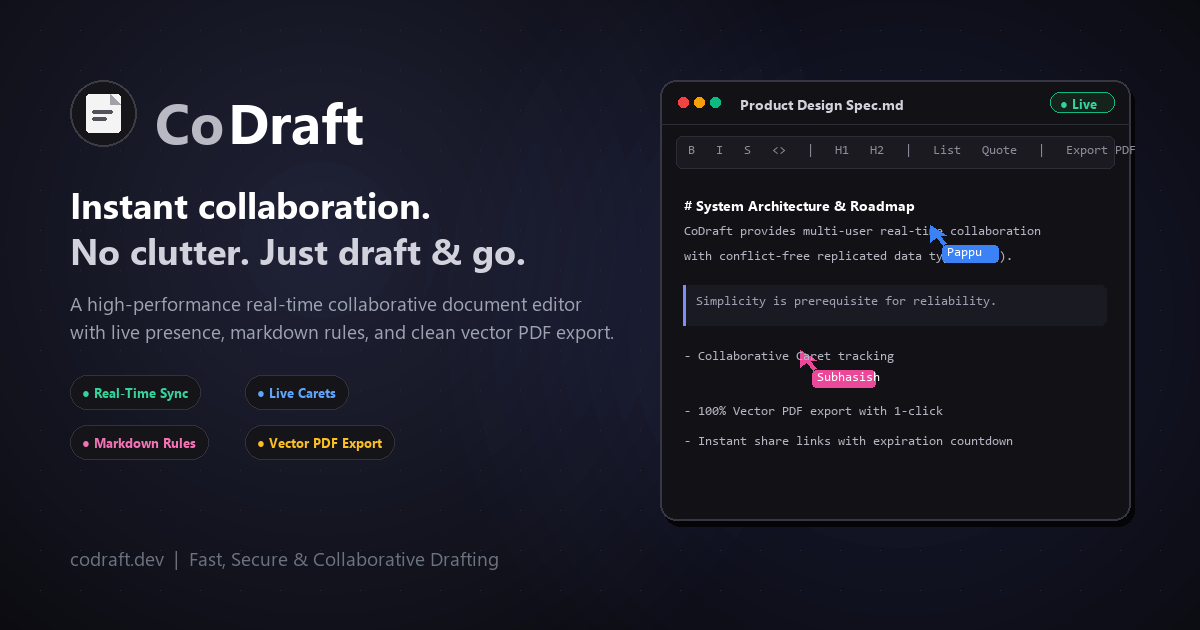 CoDraft
Instant collaboration.
No clutter. Just draft & go.
A high-performance real-time collaborative document editor
with live presence, markdown rules, and clean vector PDF export.
● Real-Time Sync
● Live Carets
● Markdown Rules
● Vector PDF Export
codraft.dev | Fast, Secure & Collaborative Drafting
Product Design Spec.md
● Live
B I S <> | H1 H2 | List Quote | Export PDF
# System Architecture & Roadmap
CoDraft provides multi-user real-time collaboration
Pappu
with conflict-free replicated data ).
Simplicity is prerequisite for reliability.
- Collaborative Caret tracking
Subhasish
- 100% Vector PDF export with 1-click
- Instant share links with expiration countdown